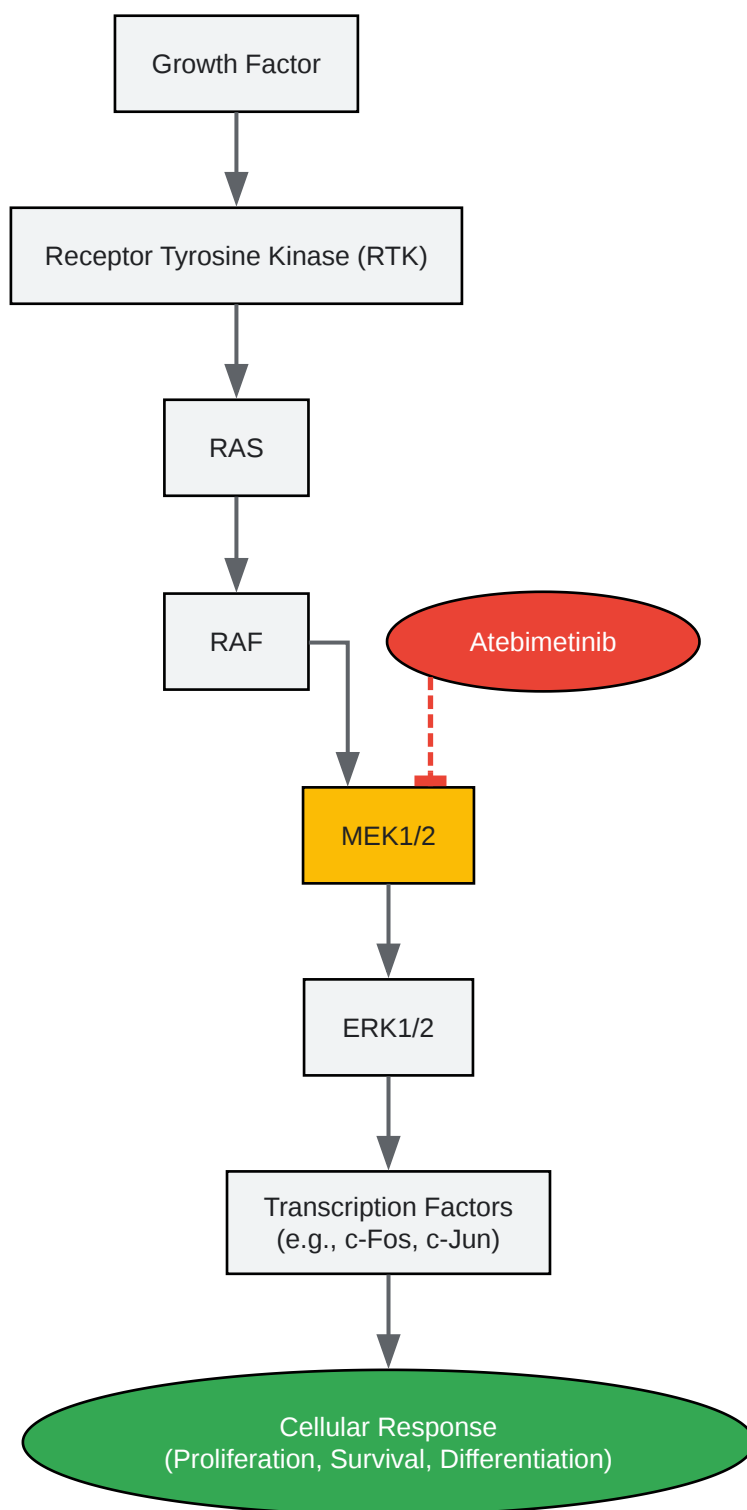 Growth Factor
Receptor Tyrosine Kinase (RTK)
RAS
RAF
Atebimetinib
MEK1/2
ERK1/2
Transcription Factors
(e.g., c-Fos, c-Jun)
Cellular Response
(Proliferation, Survival, Differentiation)